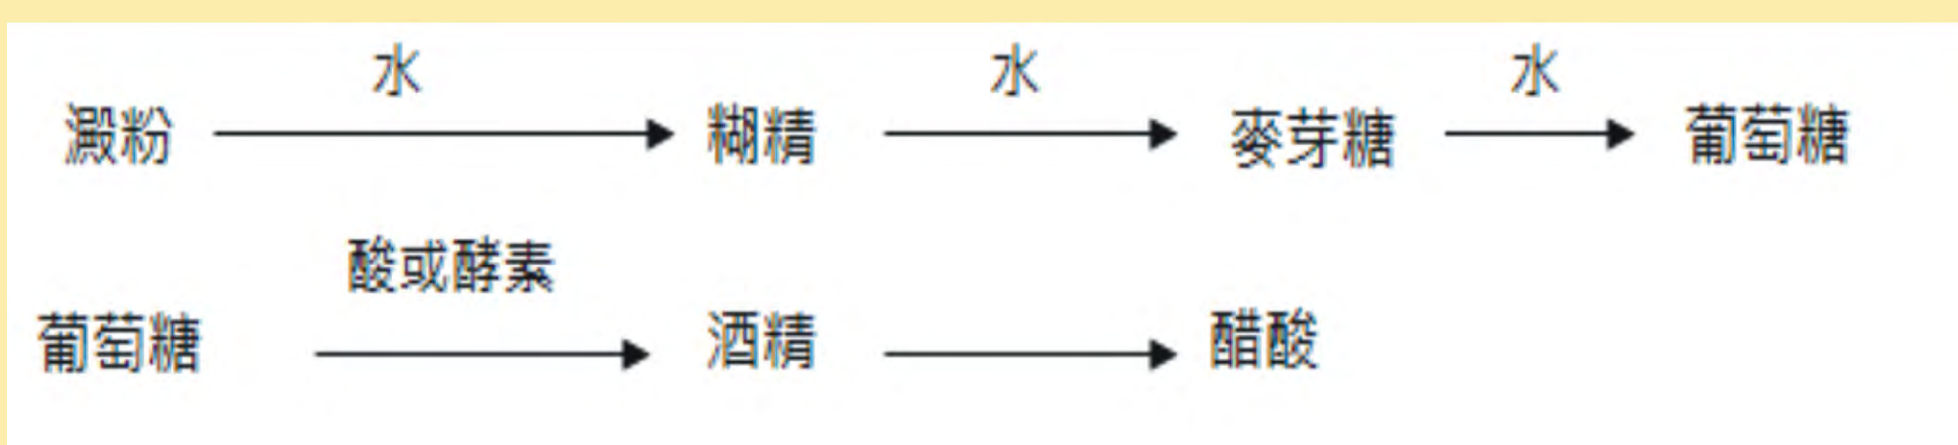 水 水 水
澱粉 糊精 麥芽糖 葡萄糖
酸或酵素
葡萄糖 酒精 醋酸